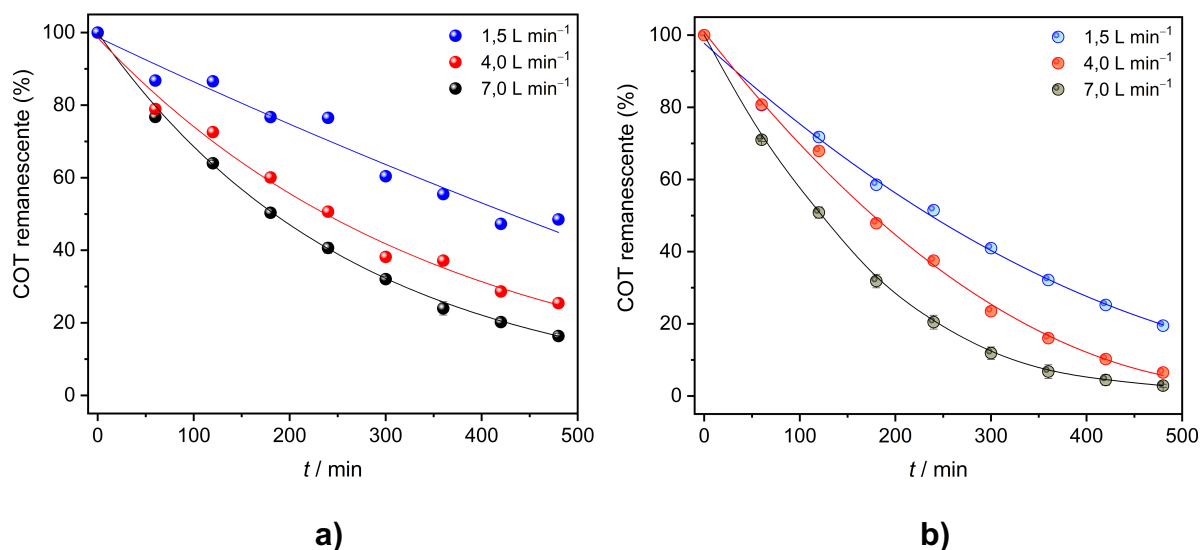 COT remanescente (%)
100
80
60
40
20
0
1,5 L min⁻¹
4,0 L min⁻¹
7,0 L min⁻¹
0 100 200 300 400 500
t / min
a)
COT remanescente (%)
100
80
60
40
20
0
1,5 L min⁻¹
4,0 L min⁻¹
7,0 L min⁻¹
0 100 200 300 400 500
t / min
b)